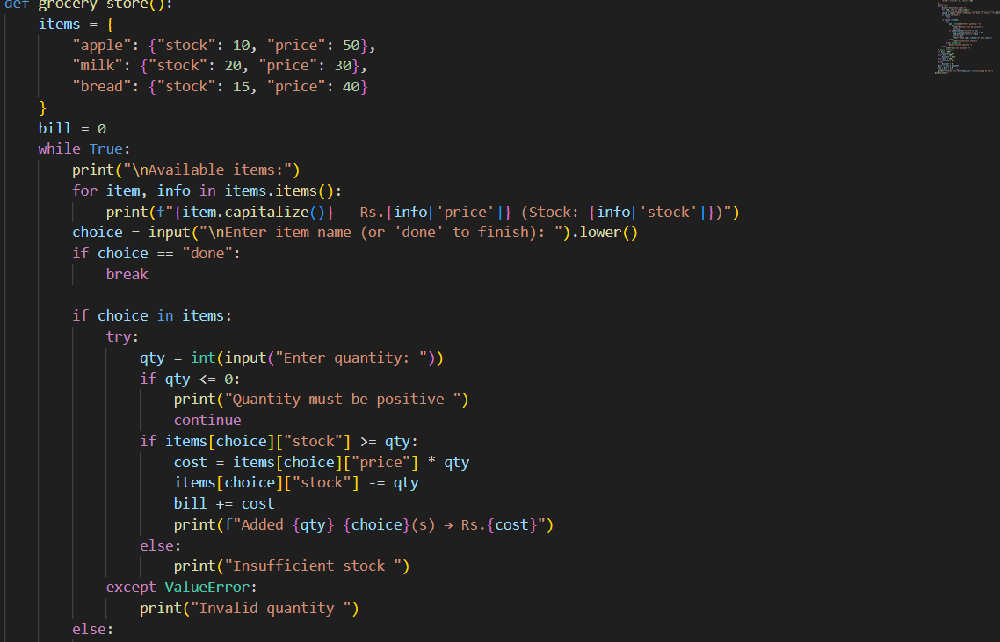 def grocery_store():
    items = {
        "apple": {"stock": 10, "price": 50},
        "milk": {"stock": 20, "price": 30},
        "bread": {"stock": 15, "price": 40}
    }
    bill = 0
    while True:
        print("\nAvailable items:")
        for item, info in items.items():
            print(f"{item.capitalize()} - Rs.{info['price']} (Stock: {info['stock']})")
        choice = input("\nEnter item name (or 'done' to finish): ").lower()
        if choice == "done":
            break

        if choice in items:
            try:
                qty = int(input("Enter quantity: "))
                if qty <= 0:
                    print("Quantity must be positive ")
                    continue
                if items[choice]["stock"] >= qty:
                    cost = items[choice]["price"] * qty
                    items[choice]["stock"] -= qty
                    bill += cost
                    print(f"Added {qty} {choice}(s) → Rs.{cost}")
                else:
                    print("Insufficient stock ")
            except ValueError:
                print("Invalid quantity ")
        else: